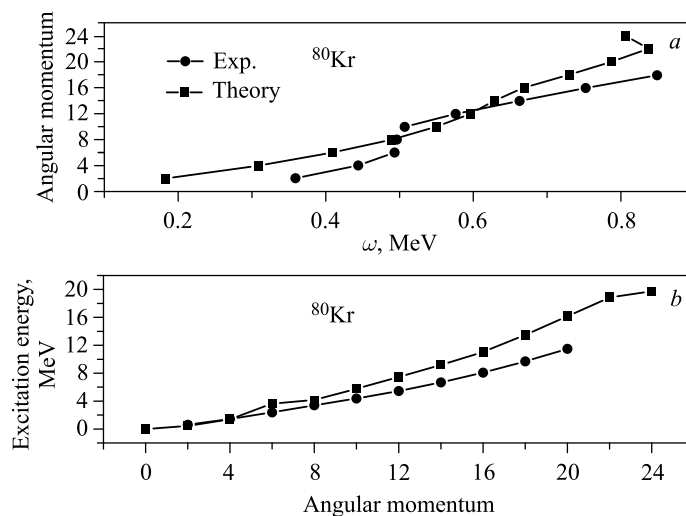 24
20
16
12
8
4
0
Angular momentum
⁸⁰Kr
a
Exp.
Theory
0.2 0.4 0.6 0.8
ω, MeV
20
16
12
8
4
0
Excitation energy,
MeV
⁸⁰Kr
b
0 4 8 12 16 20 24
Angular momentum